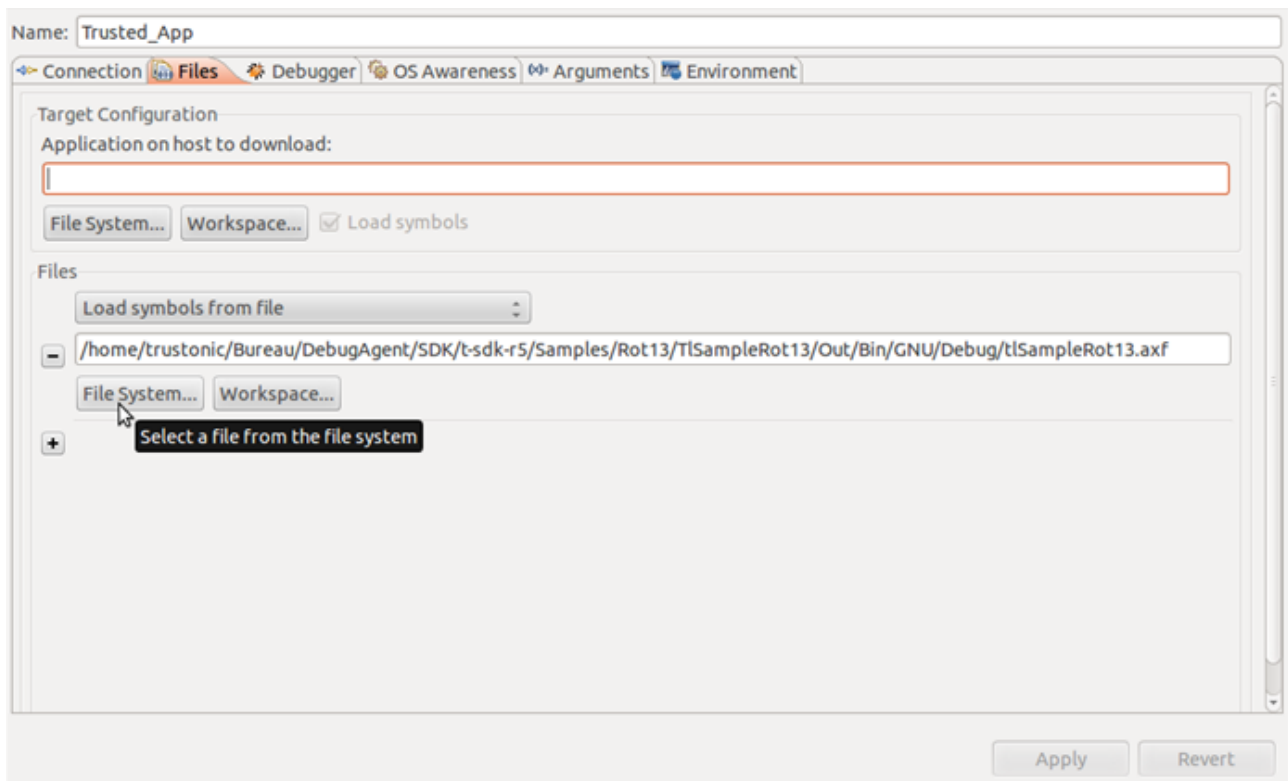 Name: Trusted_App
Connection Files Debugger OS Awareness Arguments Environment
Target Configuration
Application on host to download:
File System... Workspace... Load symbols
Files
Load symbols from file
/home/trustonic/Bureau/DebugAgent/SDK/t-sdk-r5/Samples/Rot13/TlSampleRot13/Out/Bin/GNU/Debug/tlSampleRot13.axf
File System... Workspace...
Select a file from the file system
Apply Revert